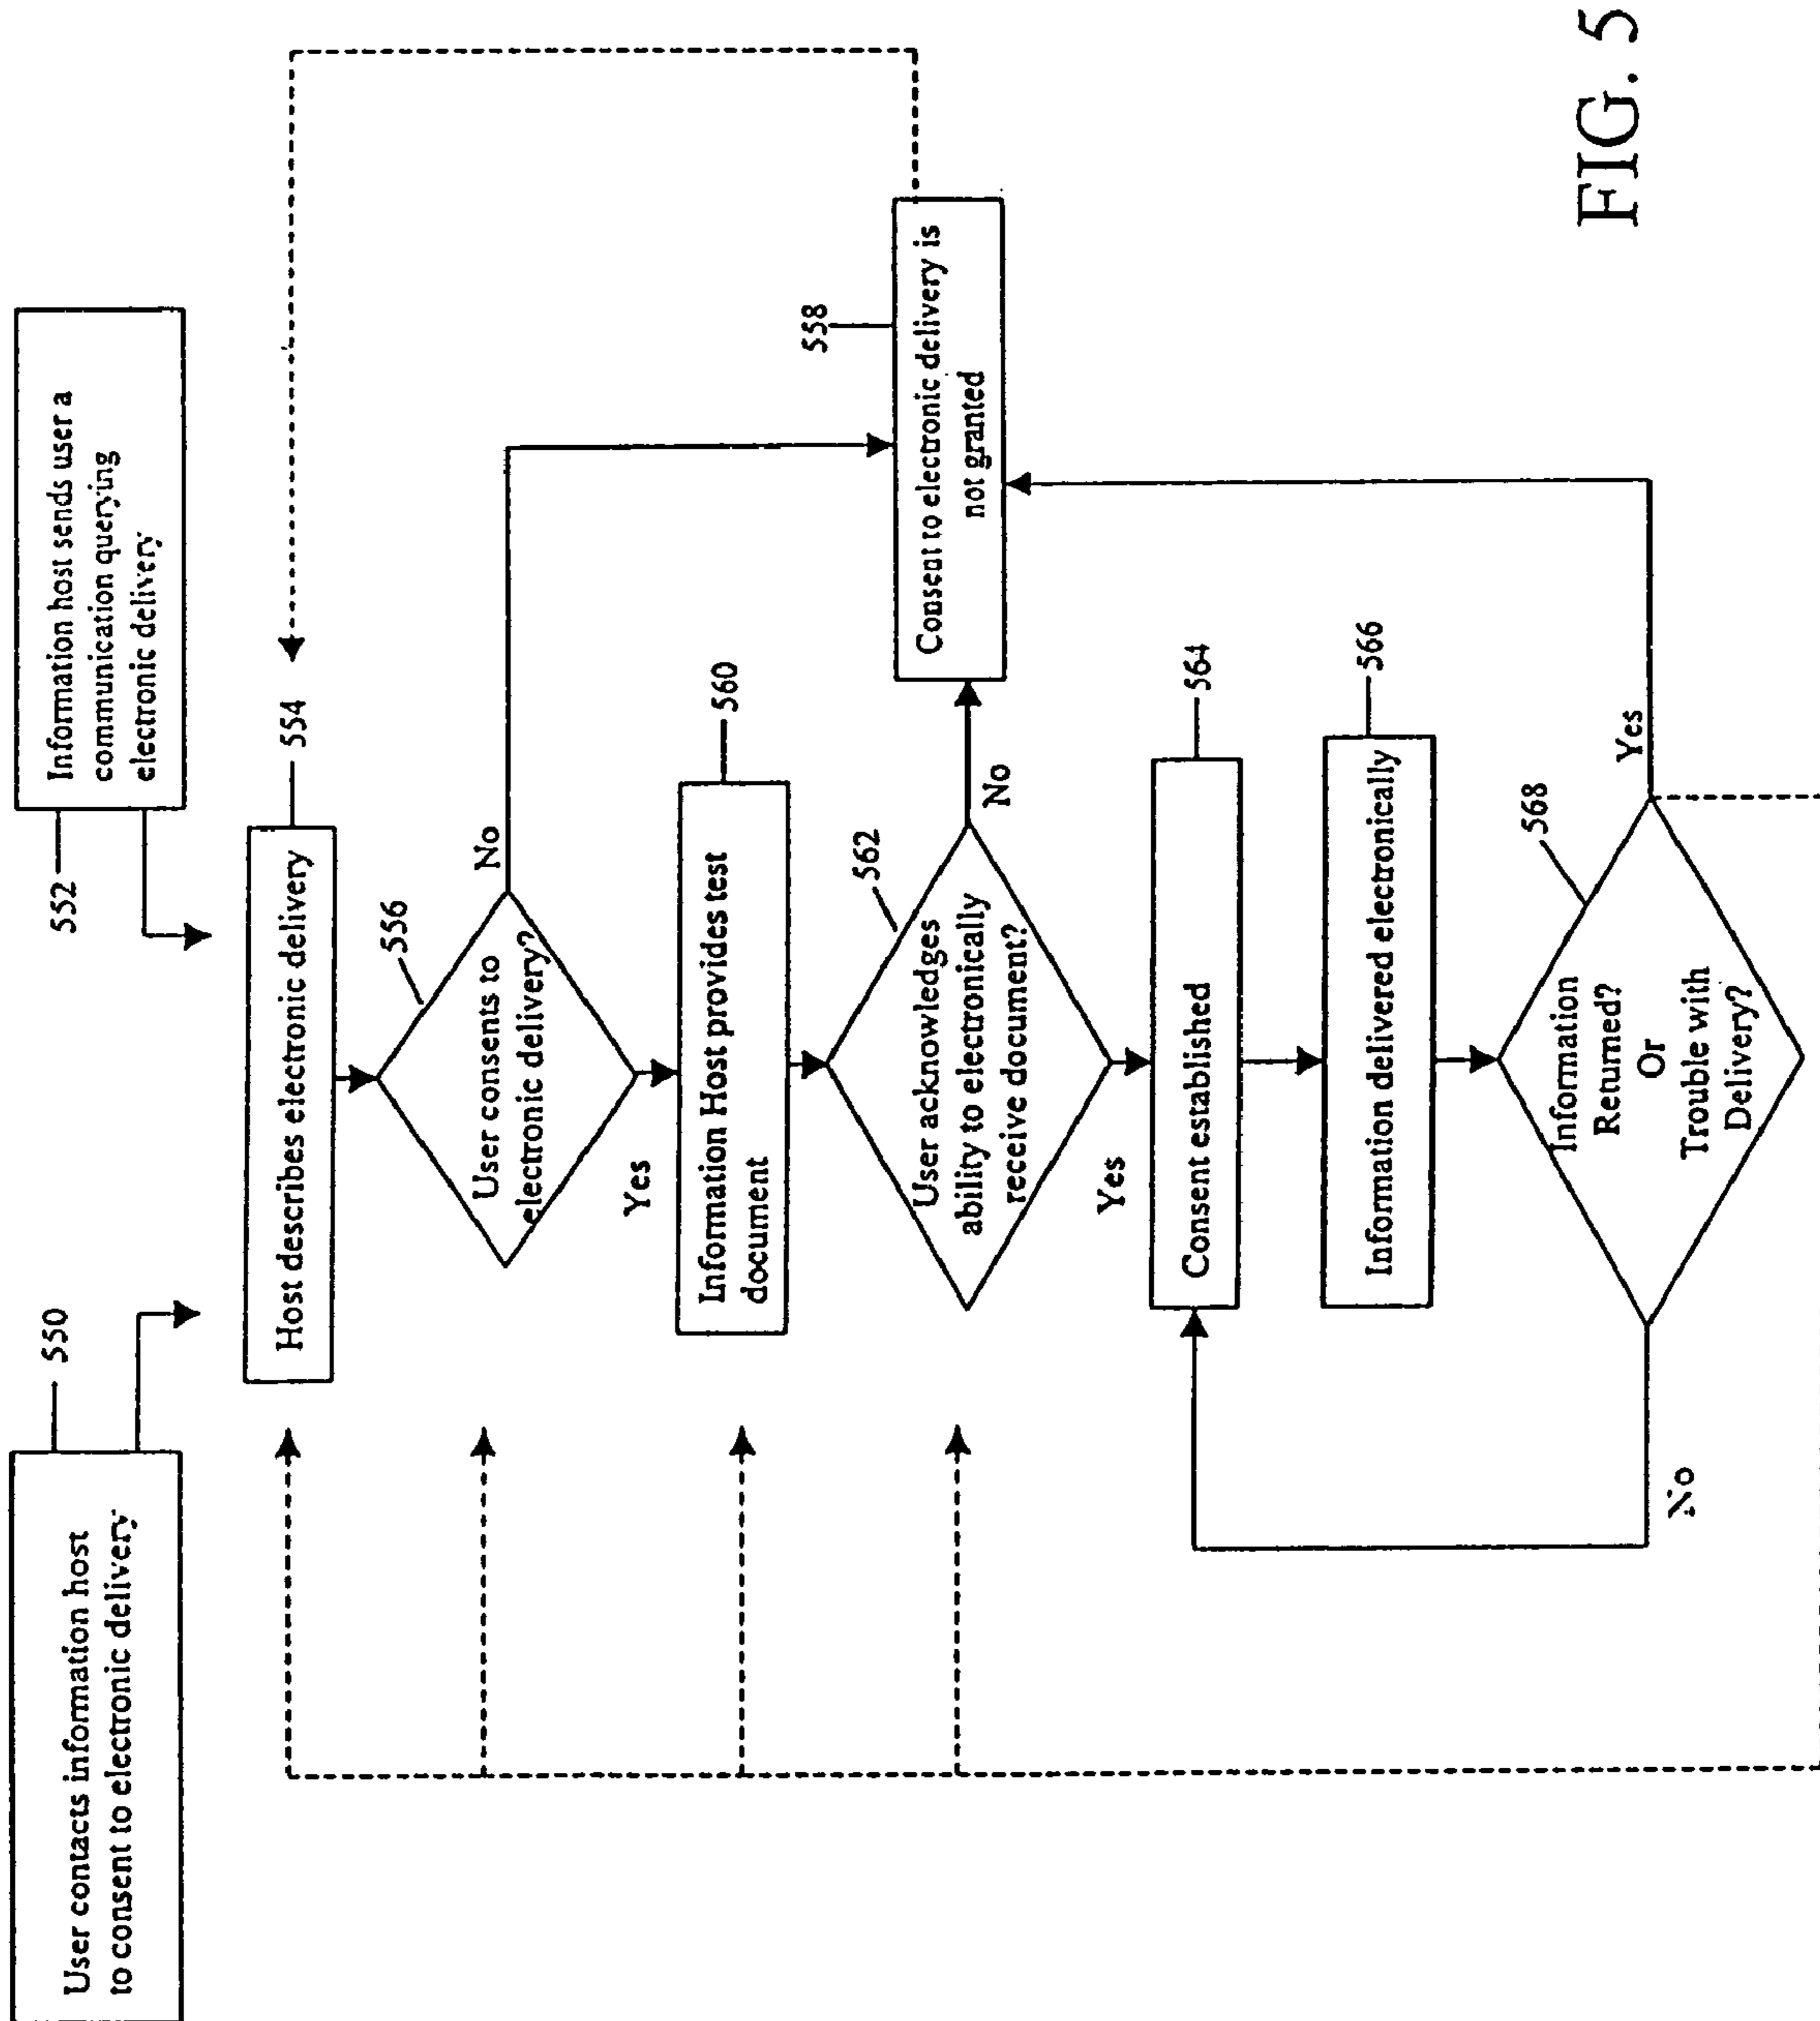 User contacts information host
to consent to electronic delivery
550
Information host sends user a
communication querying
electronic delivery
552
Host describes electronic delivery
554
User consents to
electronic delivery?
556
No
Yes
Information Host provides test
document
560
User acknowledges
ability to electronically
receive document?
562
No
Yes
Consent to electronic delivery is
not granted
558
Consent established
564
Information delivered electronically
566
Information
Returned?
Or
Trouble with
Delivery?
568
Yes
No
FIG. 5